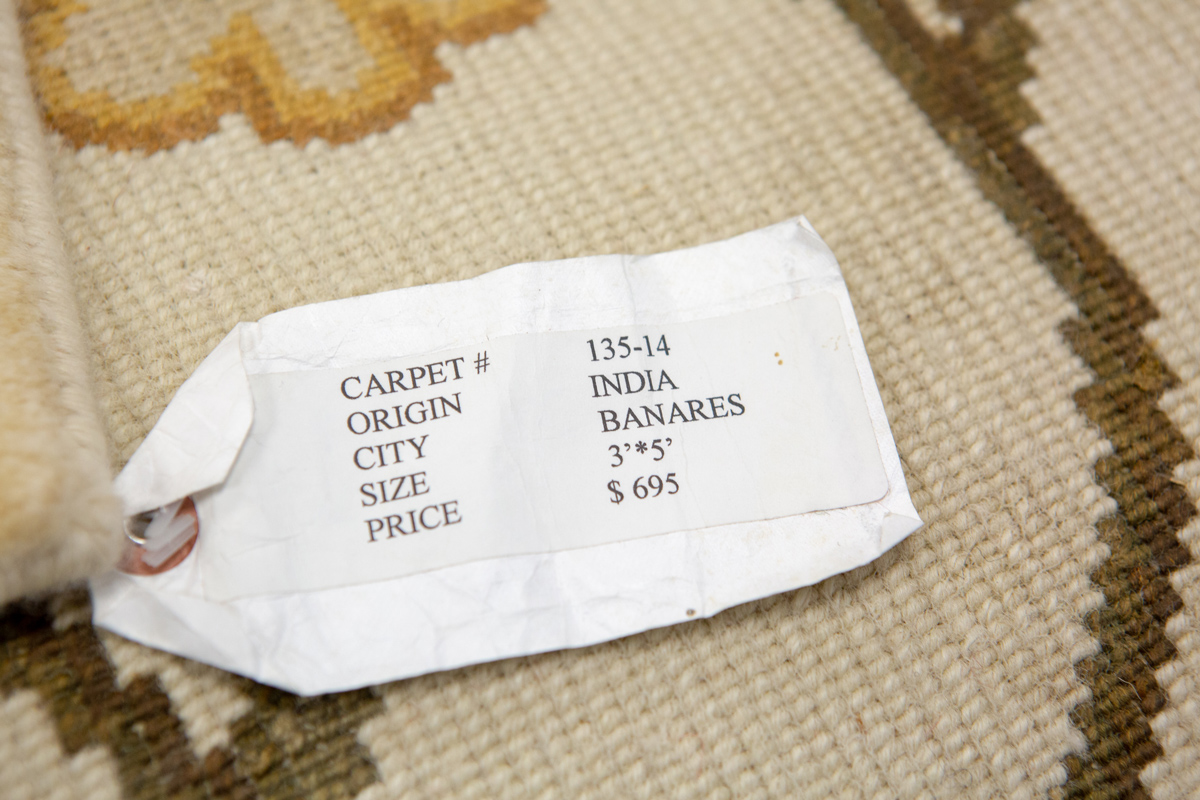 CARPET # 135-14
ORIGIN INDIA
CITY BANARES
SIZE 3’*5’
PRICE $ 695